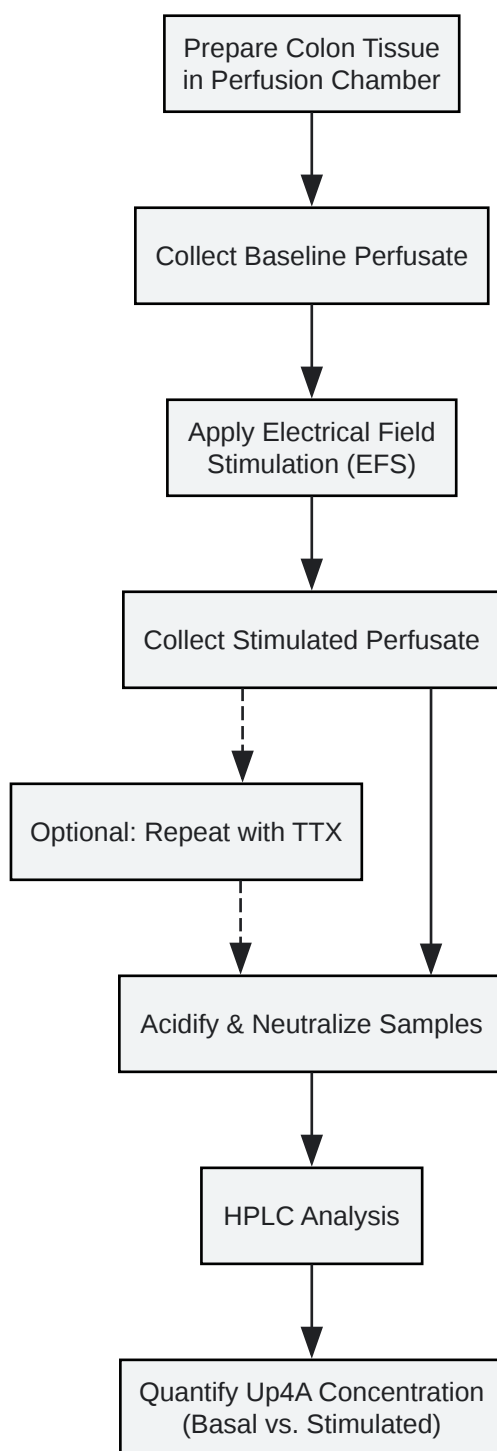 Prepare Colon Tissue
in Perfusion Chamber
Collect Baseline Perfusate
Apply Electrical Field
Stimulation (EFS)
Collect Stimulated Perfusate
Optional: Repeat with TTX
Acidify & Neutralize Samples
HPLC Analysis
Quantify Up4A Concentration
(Basal vs. Stimulated)